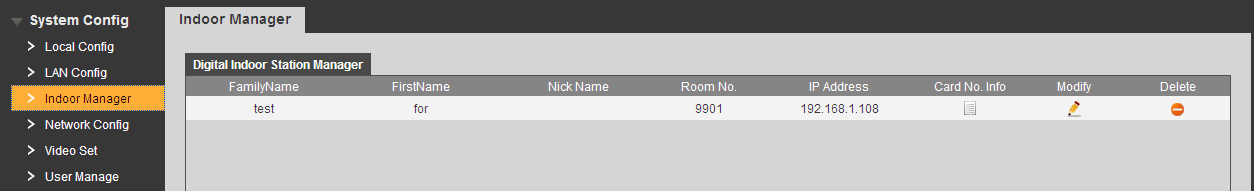 System Config
Local Config
LAN Config
Indoor Manager
Network Config
Video Set
User Manage
Indoor Manager
Digital Indoor Station Manager
FamilyName FirstName Nick Name Room No. IP Address Card No. Info Modify Delete
test for 9901 192.168.1.108